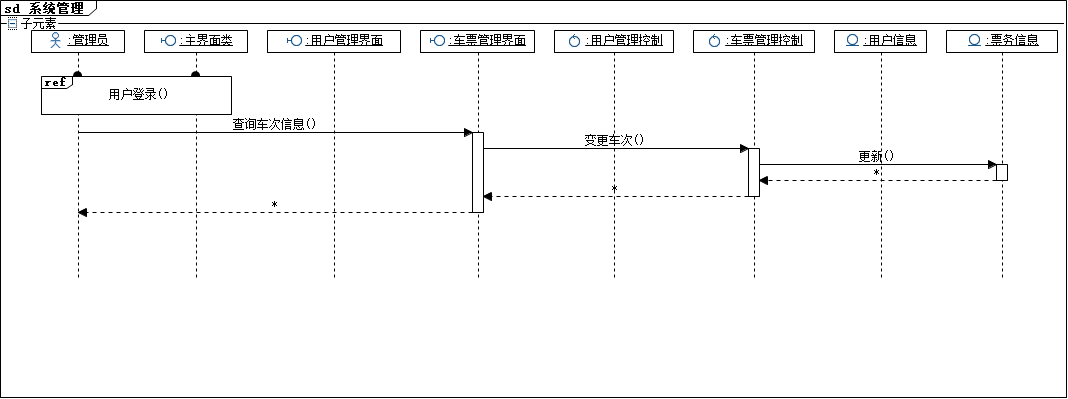 sd 系统管理
子元素
:管理员
:主界面类
:用户管理界面
:车票管理界面
:用户管理控制
:车票管理控制
:用户信息
:票务信息
ref
用户登录()
查询车次信息()
变更车次()
更新()
*
*
*